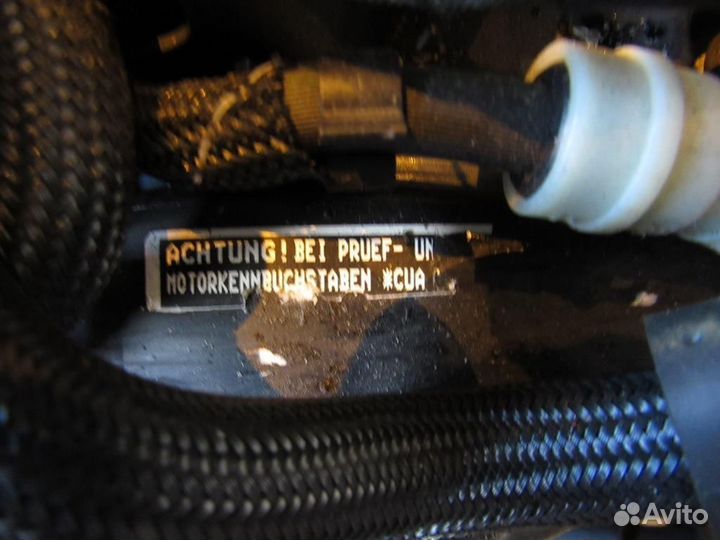 ACHTUNG! BEI PRUEF- UN
MOTORKENNBUCHSTABEN *CUA
Avito